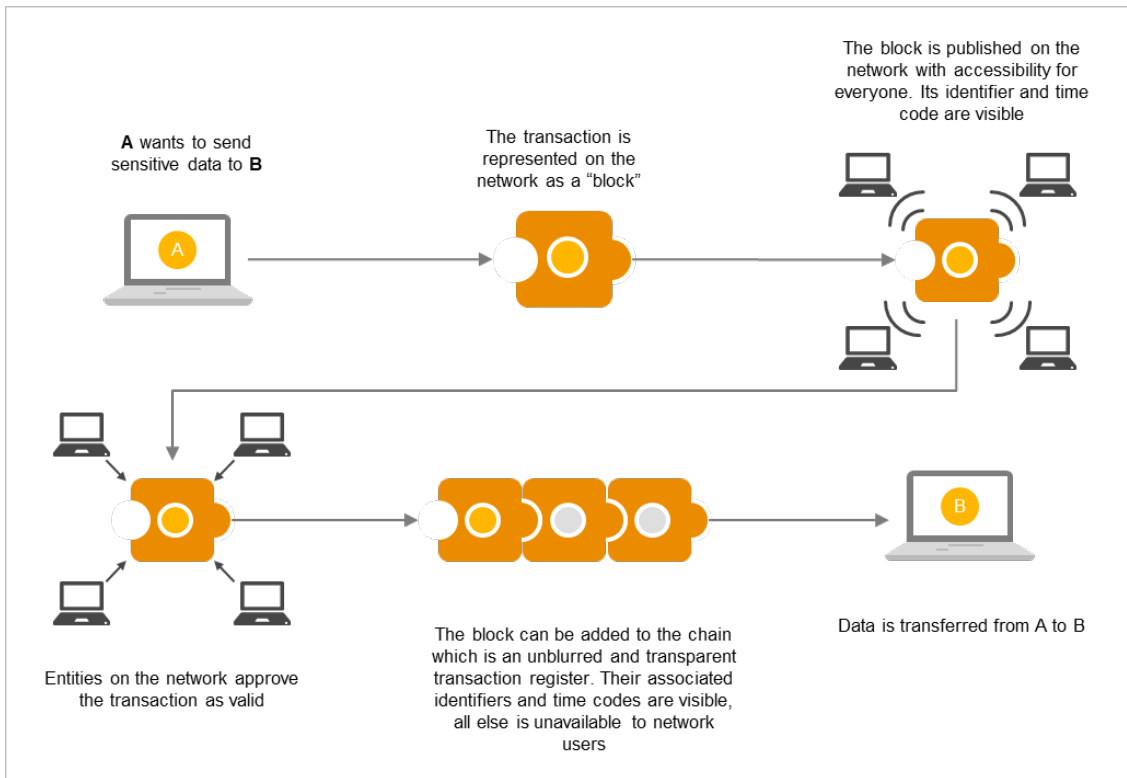 A wants to send
sensitive data to B
A
The transaction is
represented on the
network as a “block”
The block is published on the
network with accessibility for
everyone. Its identifier and time
code are visible
Entities on the network approve
the transaction as valid
The block can be added to the chain
which is an unblurred and transparent
transaction register. Their associated
identifiers and time codes are visible,
all else is unavailable to network
users
B
Data is transferred from A to B